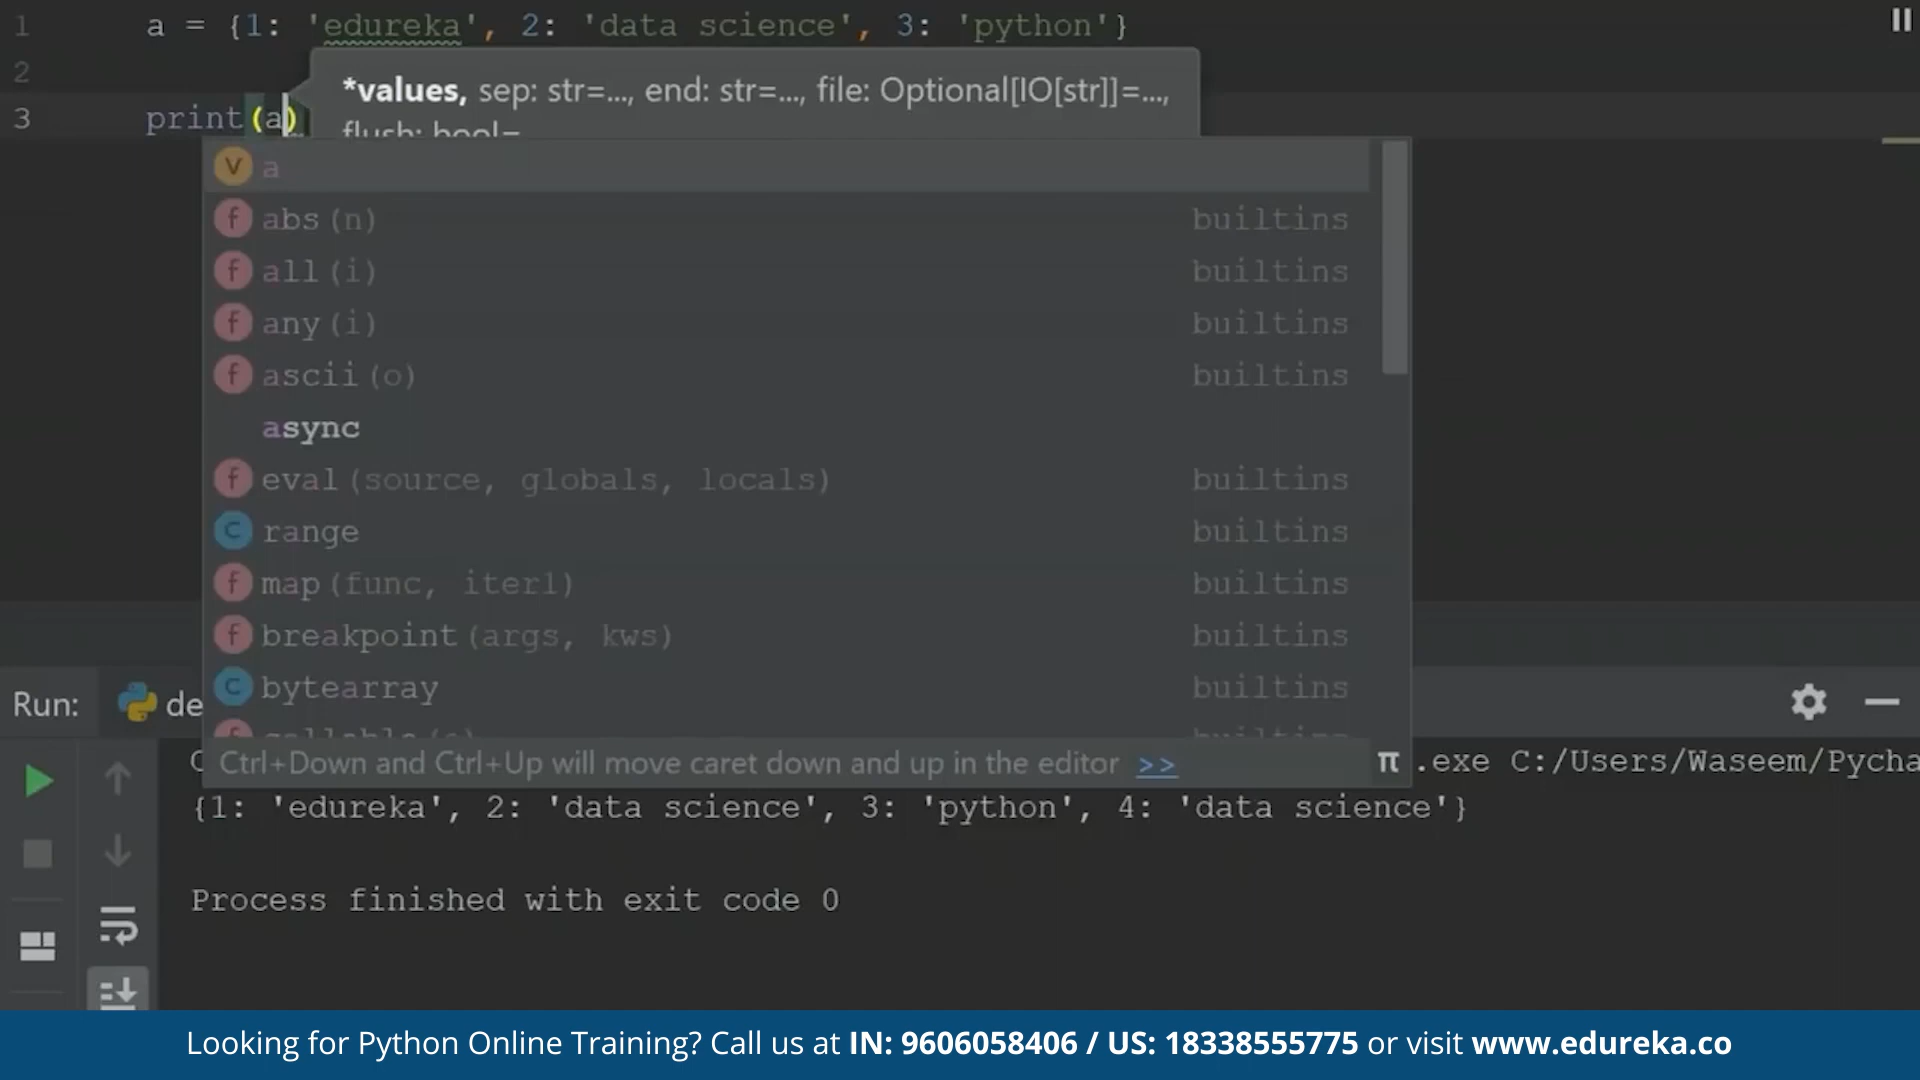 1 a = {1: 'edureka', 2: 'data science', 3: 'python'}
2
*values, sep: str=..., end: str=..., file: Optional[IO[str]]=...,
3 print(a)
flush: bool=
V a
f abs(n) builtins
f all(i) builtins
f any(i) builtins
f ascii(o) builtins
async
f eval(source, globals, locals) builtins
C range builtins
f map(func, iter1) builtins
f breakpoint(args, kws) builtins
C bytearray builtins
Run: de
Ctrl+Down and Ctrl+Up will move caret down and up in the editor >> π
.exe C:/Users/Waseem/Pycha
{1: 'edureka', 2: 'data science', 3: 'python', 4: 'data science'}
Process finished with exit code 0
Looking for Python Online Training? Call us at IN: 9606058406 / US: 18338555775 or visit www.edureka.co